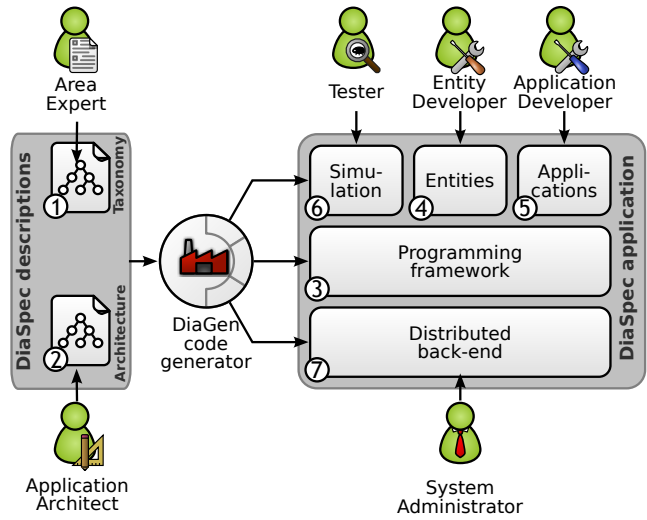 Area
Expert
Tester
Entity
Developer
Application
Developer
DiaSpec descriptions
Taxonomy
1
Architecture
2
DiaGen
code
generator
Simu-
lation
6
Entities
4
Appli-
cations
5
Programming
framework
3
Distributed
back-end
7
DiaSpec application
Application
Architect
System
Administrator